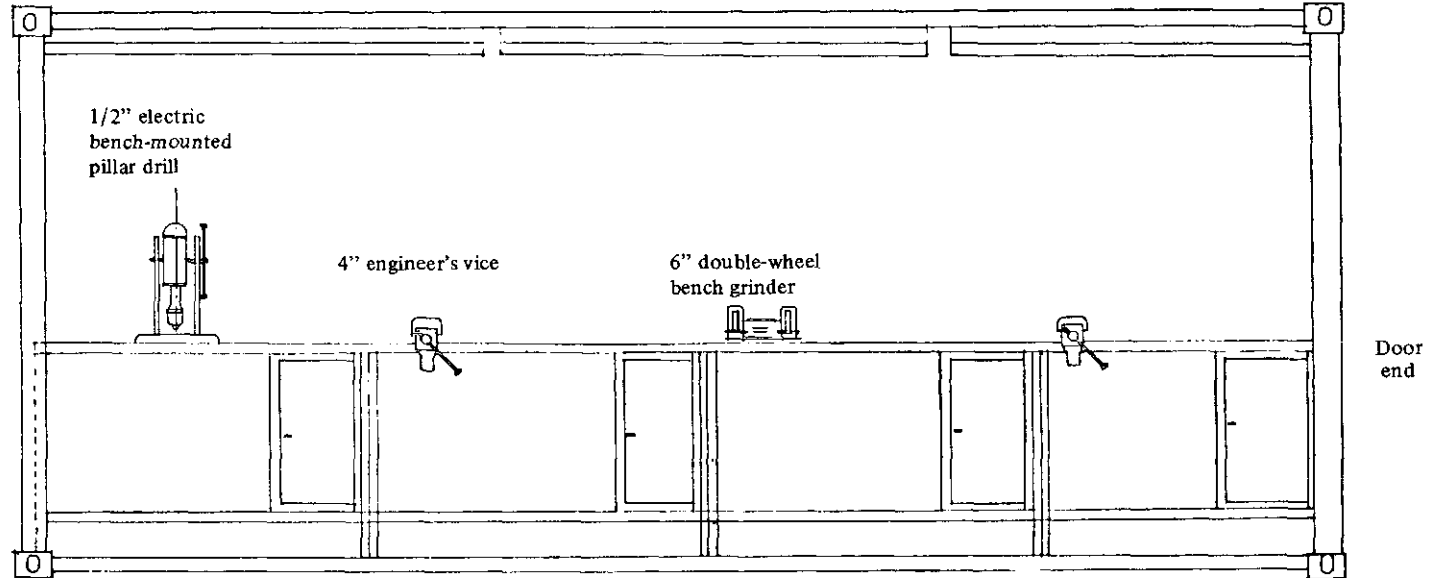 1/2” electric
bench-mounted
pillar drill
4” engineer's vice
6” double-wheel
bench grinder
Door
end